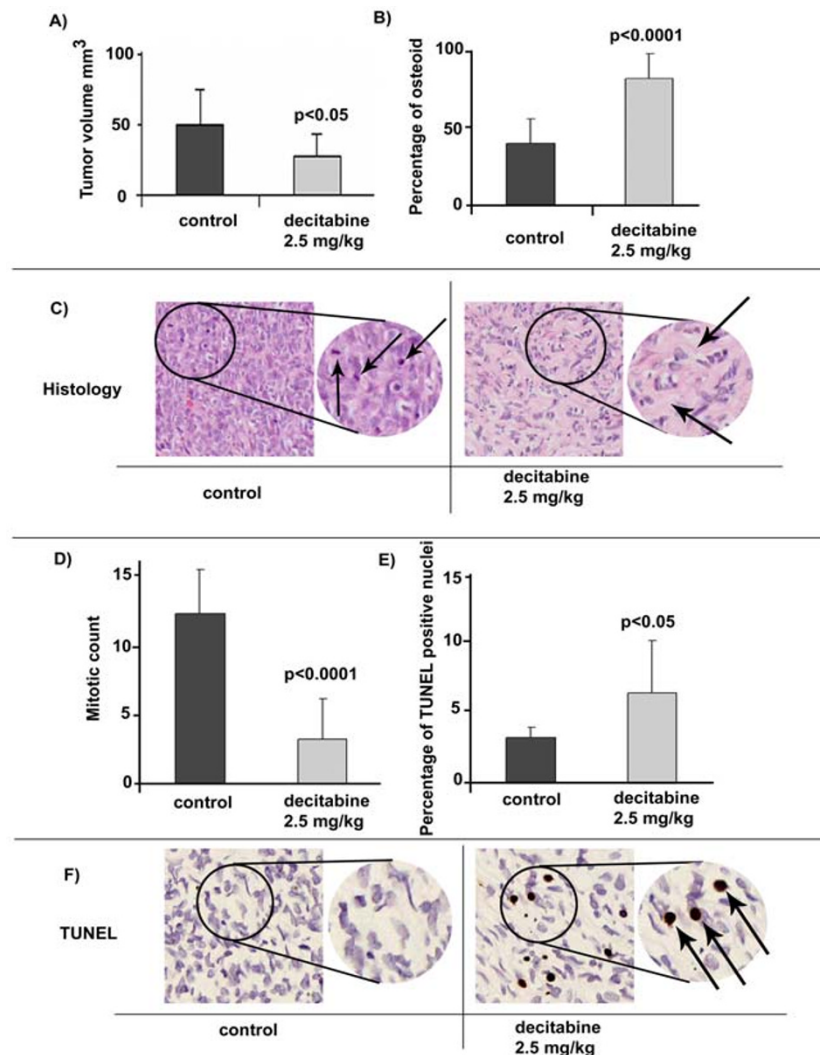 A)
Tumor volume mm3
100
50
0
p<0.05
control
decitabine
2.5 mg/kg
B)
Percentage of osteoid
100
50
0
p<0.0001
control
decitabine
2.5 mg/kg
C)
Histology
control
decitabine
2.5 mg/kg
D)
Mitotic count
15
10
5
0
p<0.0001
control
decitabine
2.5 mg/kg
E)
Percentage of TUNEL positive nuclei
15
10
5
0
p<0.05
control
decitabine
2.5 mg/kg
F)
TUNEL
control
decitabine
2.5 mg/kg